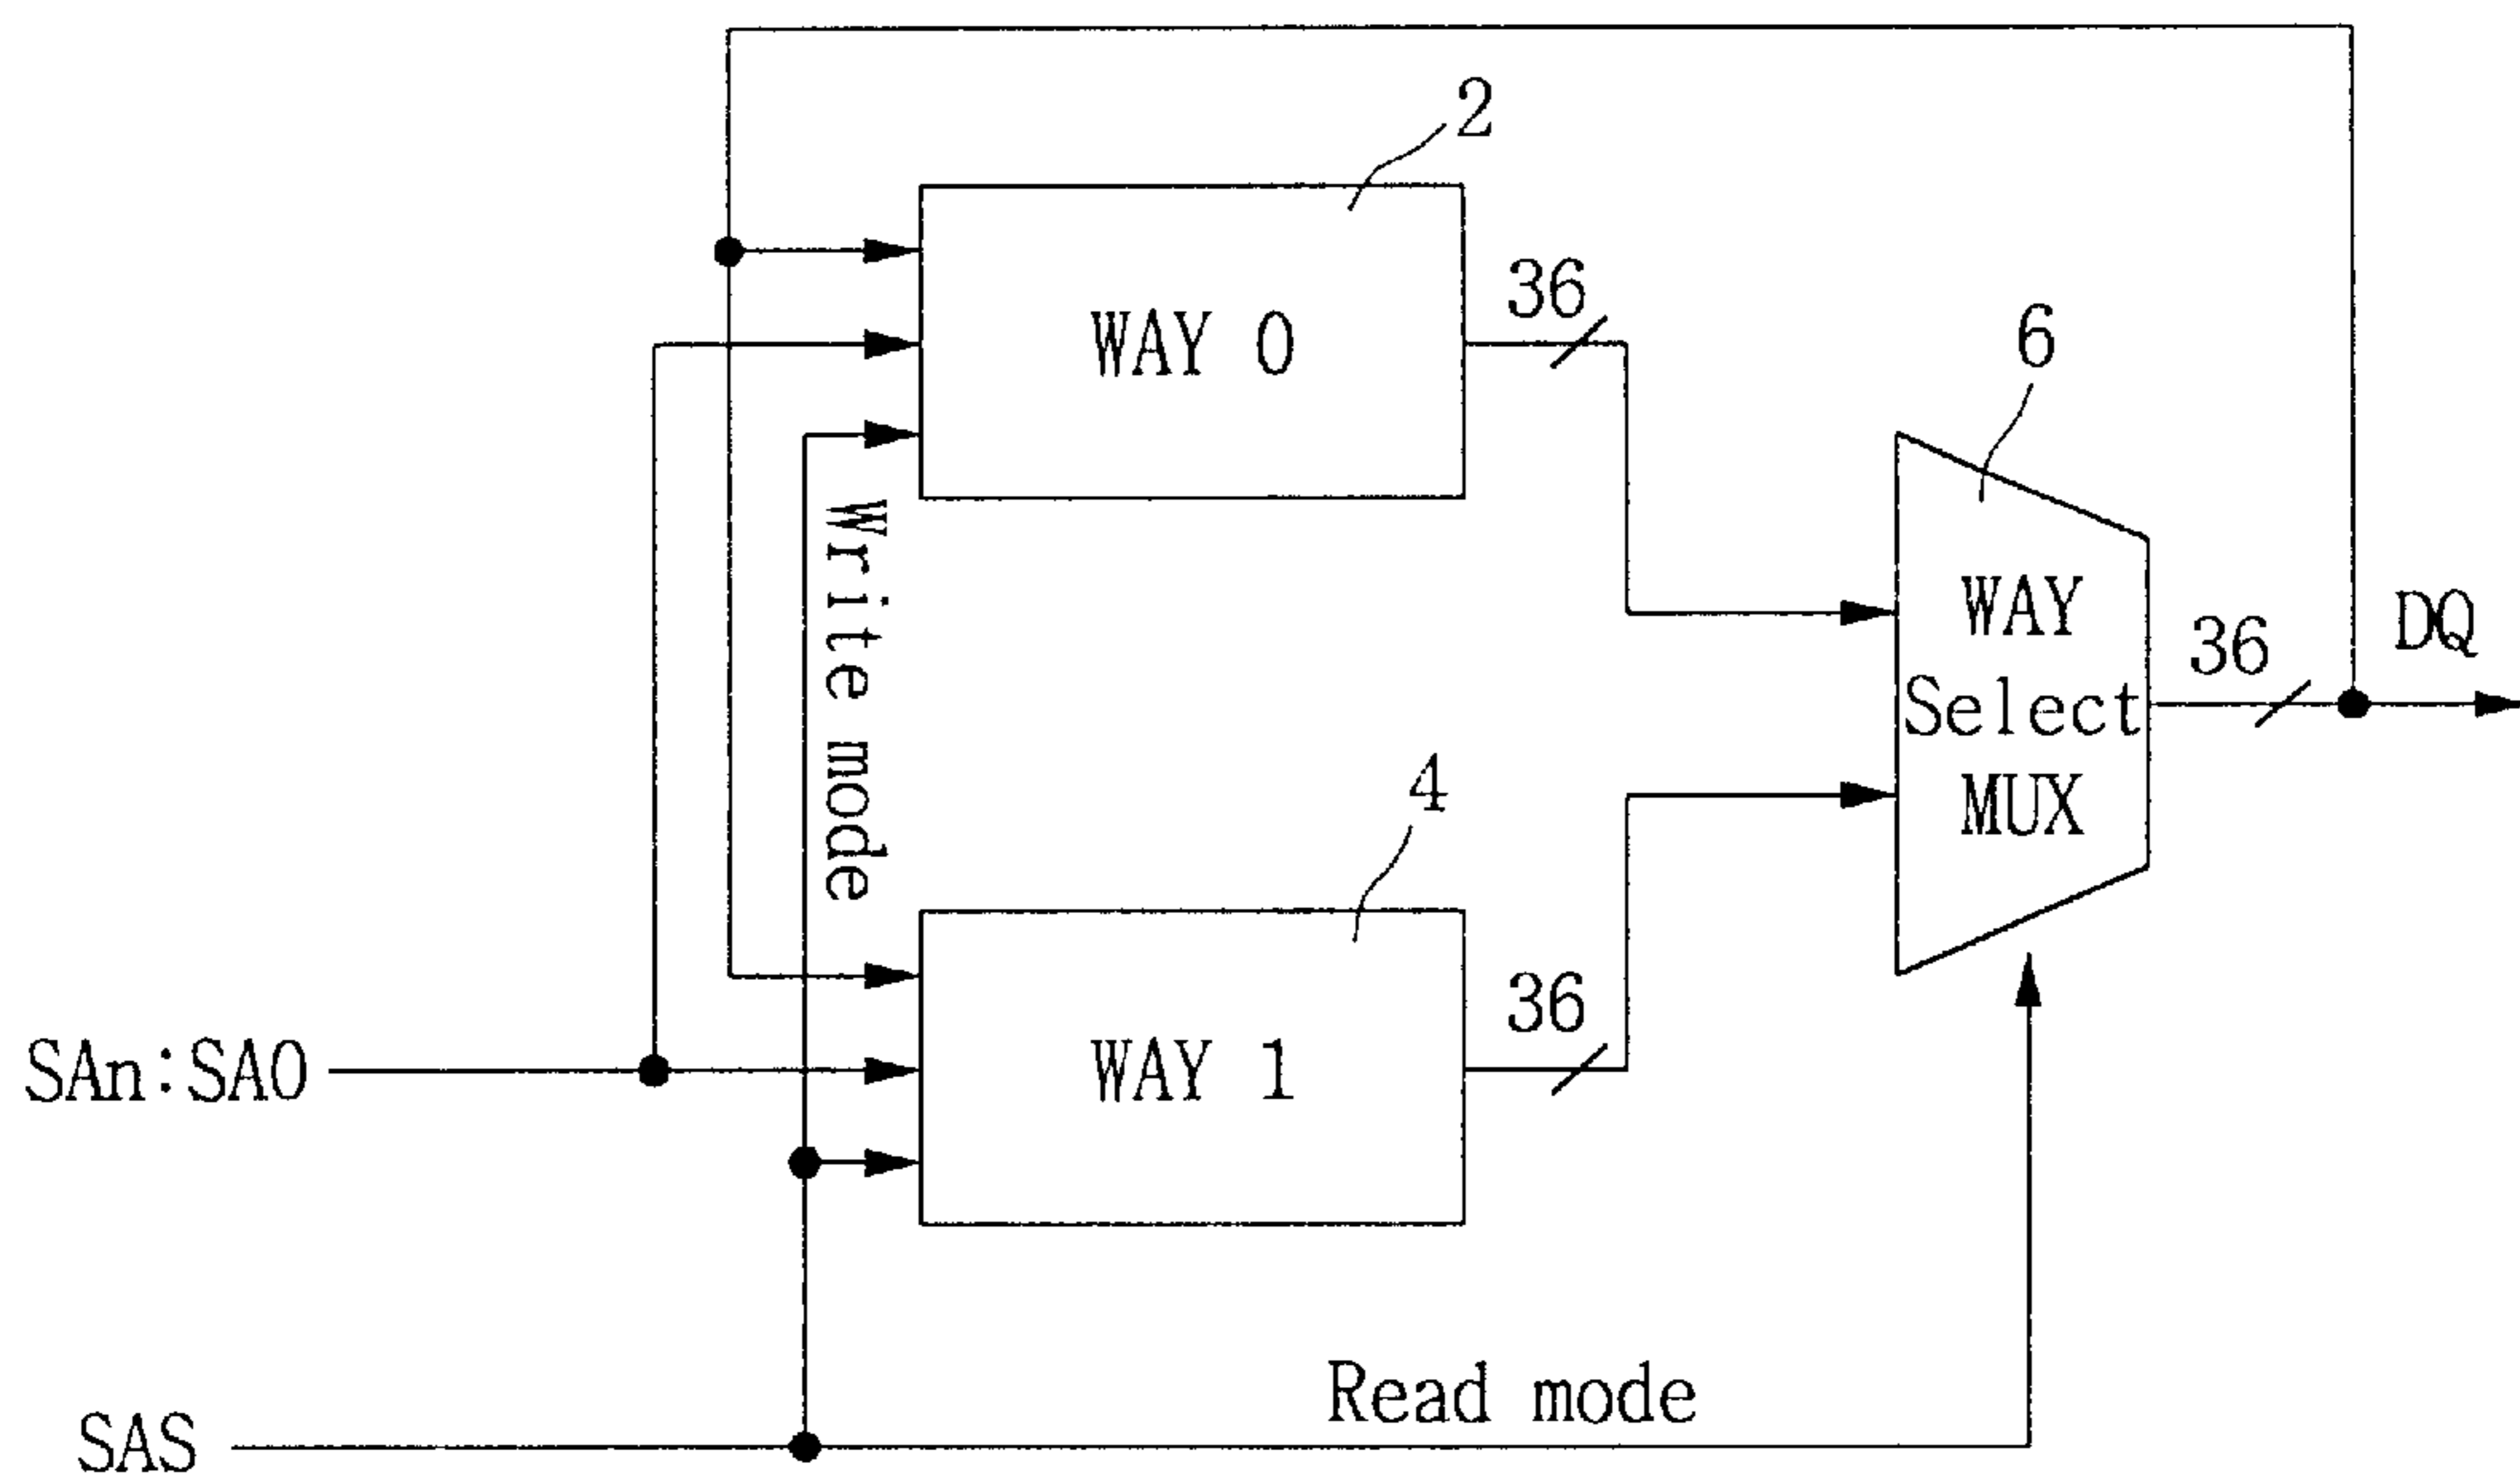 2
WAY 0
36
6
Write mode
WAY
Select
MUX
36
DQ
4
WAY 1
36
SAn:SA0
Read mode
SAS